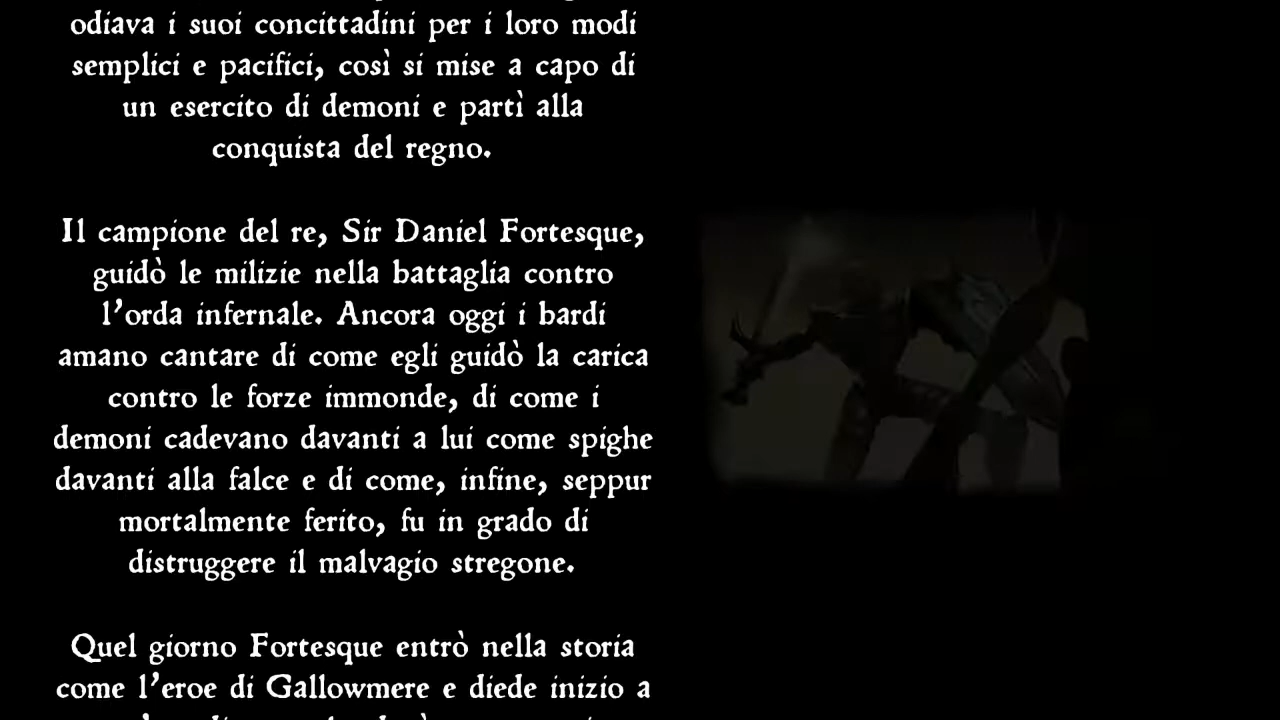 odiava i suoi concittadini per i loro modi
semplici e pacifici, così si mise a capo di
un esercito di demoni e partì alla
conquista del regno.
Il campione del re, Sir Daniel Fortesque,
guidò le milizie nella battaglia contro
l'orda infernale. Ancora oggi i bardi
amano cantare di come egli guidò la carica
contro le forze immonde, di come i
demoni cadevano davanti a lui come spighe
davanti alla falce e di come, infine, seppur
mortalmente ferito, fu in grado di
distruggere il malvagio stregone.
Quel giorno Fortesque entrò nella storia
come l'eroe di Gallowmere e diede inizio a